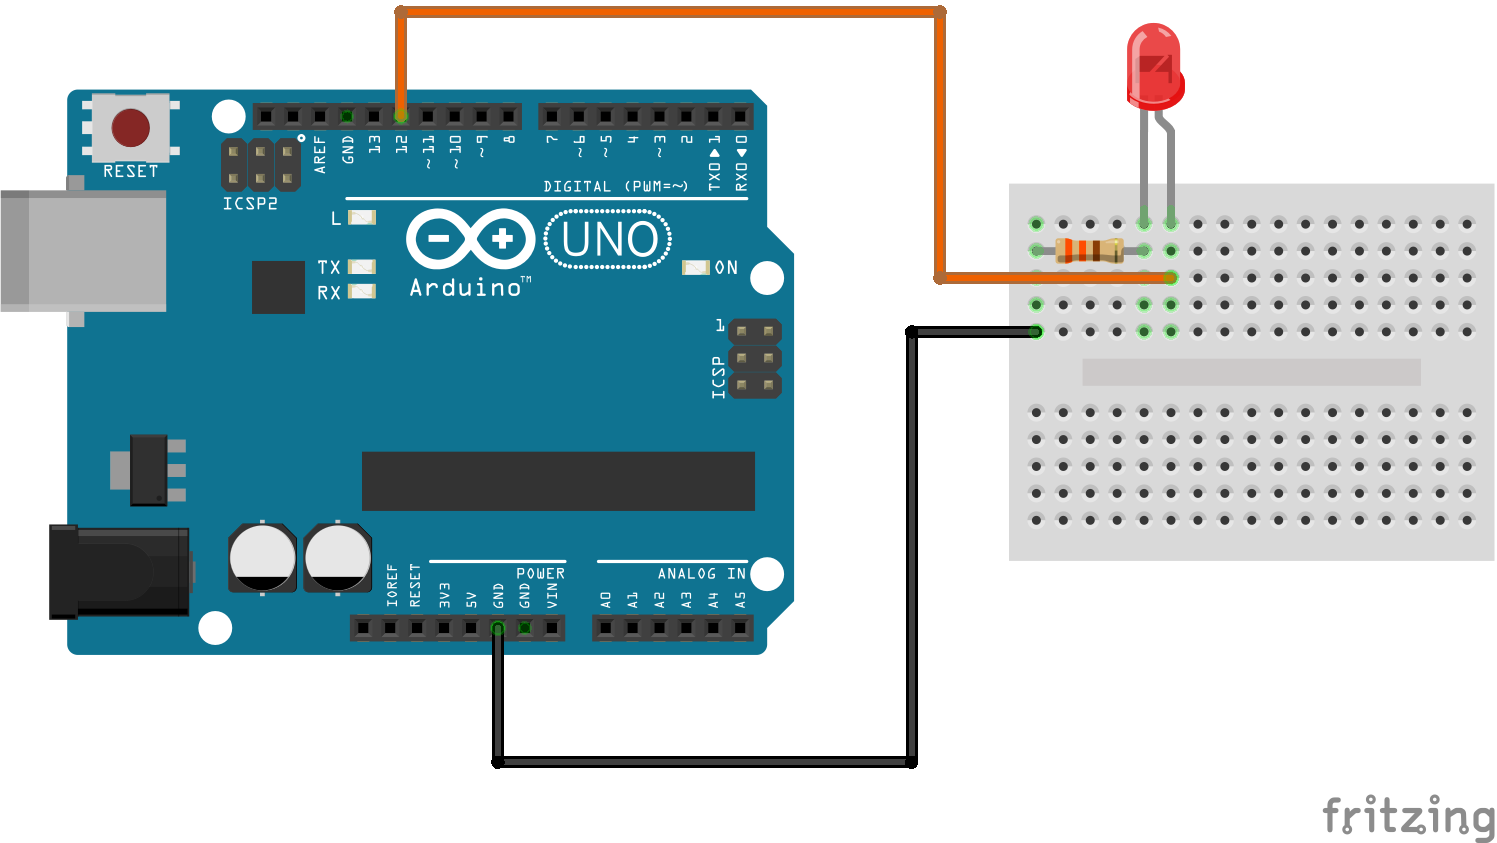 RESET
ICSP2
AREF
GND
13
12
~11
~10
~9
8
7
~6
~5
4
~3
2
TX0▶1
RX0◀0
DIGITAL (PWM=~)
L
TX
RX
UNO
ON
Arduino™
1
ICSP
POWER
ANALOG IN
IOREF
RESET
3V3
5V
GND
GND
VIN
A0
A1
A2
A3
A4
A5
fritzing